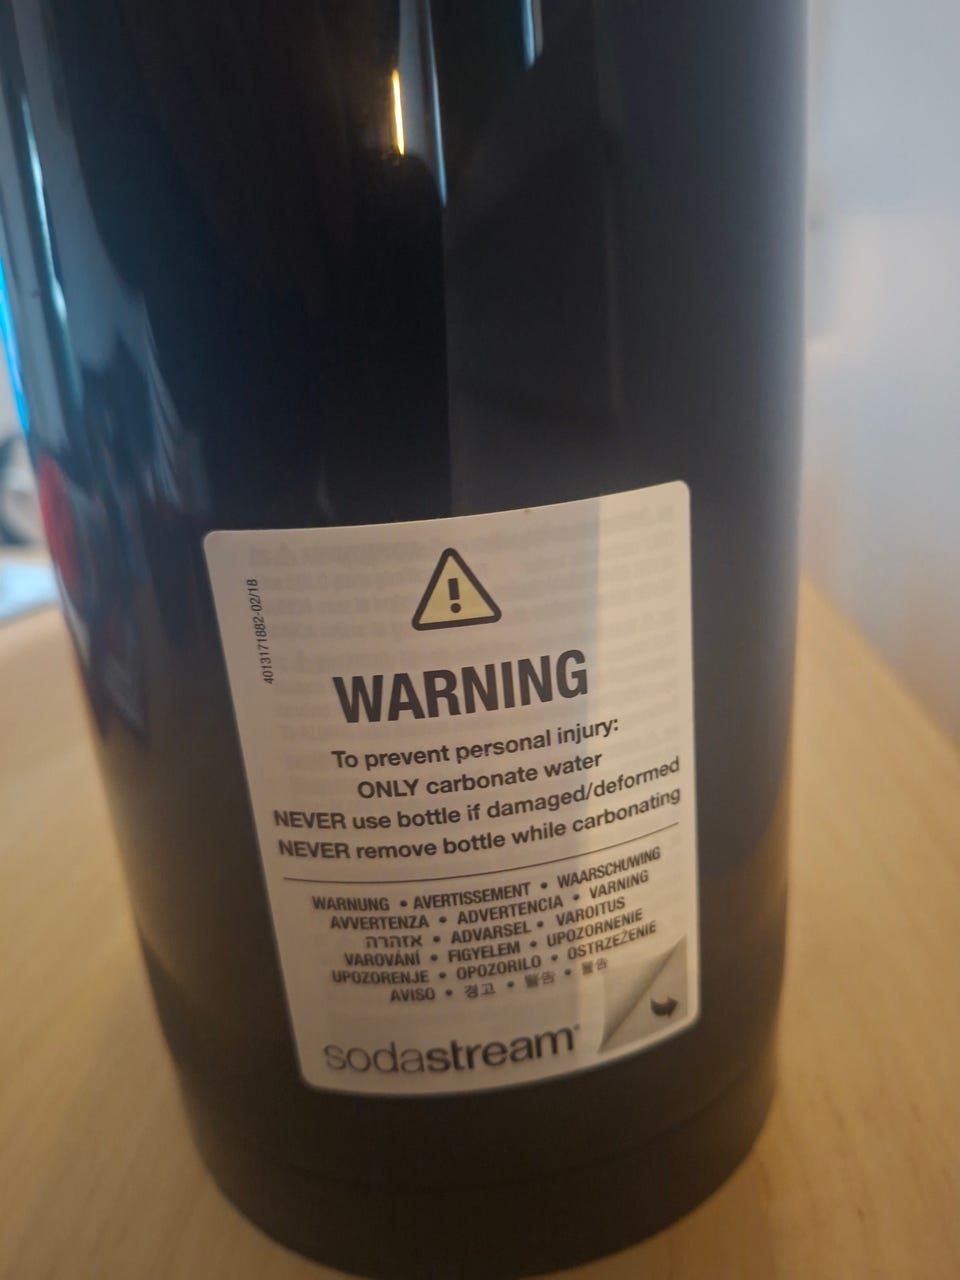 4013171882-02/18
WARNING
To prevent personal injury:
ONLY carbonate water
NEVER use bottle if damaged/deformed
NEVER remove bottle while carbonating
WARNUNG • AVERTISSEMENT • WAARSCHUWING
AVVERTENZA • ADVERTENCIA • VARNING
אזהרה • ADVARSEL • VAROITUS
VAROVÁNÍ • FIGYELEM • UPOZORNENIE
UPOZORENJE • OPOZORILO • OSTRZEŻENIE
AVISO • 경고 • 警告 • 警告
sodastream